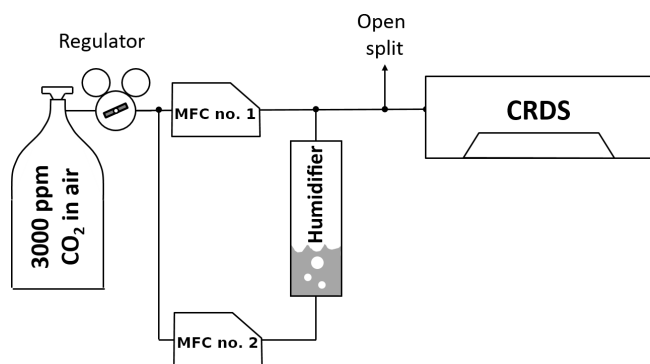 Open
split
Regulator
MFC no. 1
CRDS
3000 ppm
CO₂ in air
Humidifier
MFC no. 2